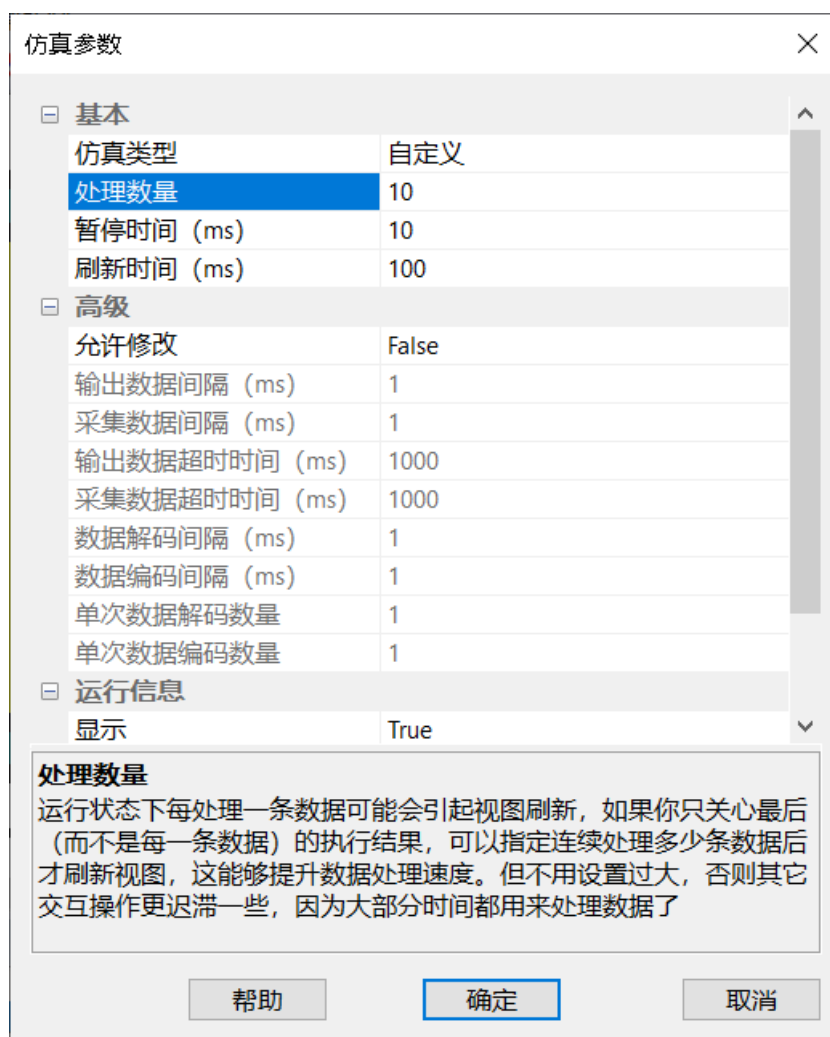 仿真参数
基本
仿真类型 自定义
处理数量 10
暂停时间（ms） 10
刷新时间（ms） 100
高级
允许修改 False
输出数据间隔（ms） 1
采集数据间隔（ms） 1
输出数据超时时间（ms） 1000
采集数据超时时间（ms） 1000
数据解码间隔（ms） 1
数据编码间隔（ms） 1
单次数据解码数量 1
单次数据编码数量 1
运行信息
显示 True
处理数量
运行状态下每处理一条数据可能会引起视图刷新，如果你只关心最后
（而不是每一条数据）的执行结果，可以指定连续处理多少条数据后
才刷新视图，这能够提升数据处理速度。但不用设置过大，否则其它
交互操作更迟滞一些，因为大部分时间都用来处理数据了
帮助 确定 取消